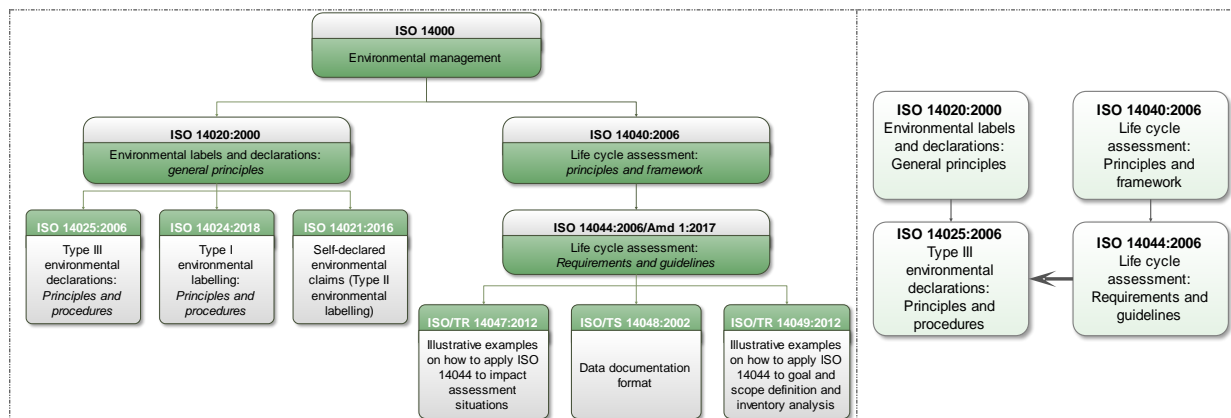 ISO 14000
Environmental management
ISO 14020:2000
Environmental labels and declarations:
general principles
ISO 14040:2006
Life cycle assessment:
principles and framework
ISO 14025:2006
Type III
environmental
declarations:
Principles and
procedures
ISO 14024:2018
Type I
environmental
labelling:
Principles and
procedures
ISO 14021:2016
Self-declared
environmental
claims (Type II
environmental
labelling)
ISO 14044:2006/Amd 1:2017
Life cycle assessment:
Requirements and guidelines
ISO/TR 14047:2012
Illustrative examples
on how to apply ISO
14044 to impact
assessment
situations
ISO/TS 14048:2002
Data documentation
format
ISO/TR 14049:2012
Illustrative examples
on how to apply ISO
14044 to goal and
scope definition and
inventory analysis
ISO 14020:2000
Environmental labels
and declarations:
General principles
ISO 14040:2006
Life cycle
assessment:
Principles and
framework
ISO 14025:2006
Type III
environmental
declarations:
Principles and
procedures
ISO 14044:2006
Life cycle
assessment:
Requirements and
guidelines